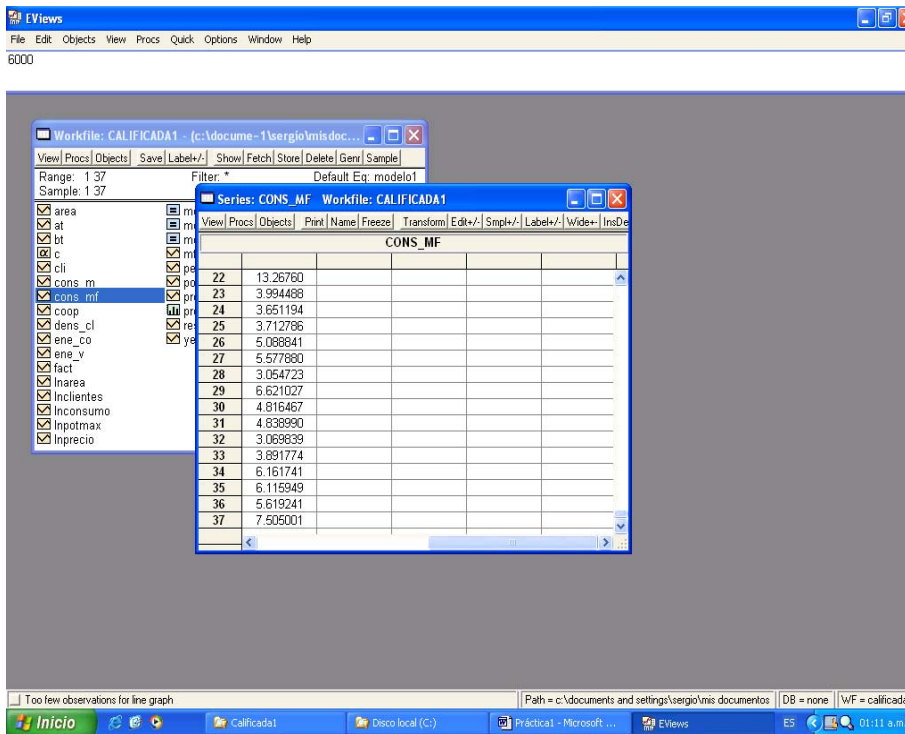 EViews
File Edit Objects View Procs Quick Options Window Help
6000
Workfile: CALIFICADA1 - (c:\docume~1\sergio\misdoc...
View Procs Objects Save Label+/- Show Fetch Store Delete Genr Sample
Range: 1 37 Filter: * Default Eq: modelo1
Sample: 1 37
area
at
bt
c
cli
cons_m
cons_mf
coop
dens_cl
ene_co
ene_v
fact
lnarea
lnclientes
lnconsumo
lnpotmax
lnprecio
Series: CONS_MF Workfile: CALIFICADA1
View Procs Objects Print Name Freeze Transform Edit+/- Smpl+/- Label+/- Wide+- InsDe
CONS_MF
22 13.26760
23 3.994488
24 3.651194
25 3.712786
26 5.088841
27 5.577880
28 3.054723
29 6.621027
30 4.816467
31 4.838990
32 3.069839
33 3.891774
34 6.161741
35 6.115949
36 5.619241
37 7.505001
Too few observations for line graph
Path = c:\documents and settings\sergio\mis documentos DB = none WF = calificada
Inicio Calificada1 Disco local (C:) Práctica1 - Microsoft ... EViews ES 01:11 a.m.